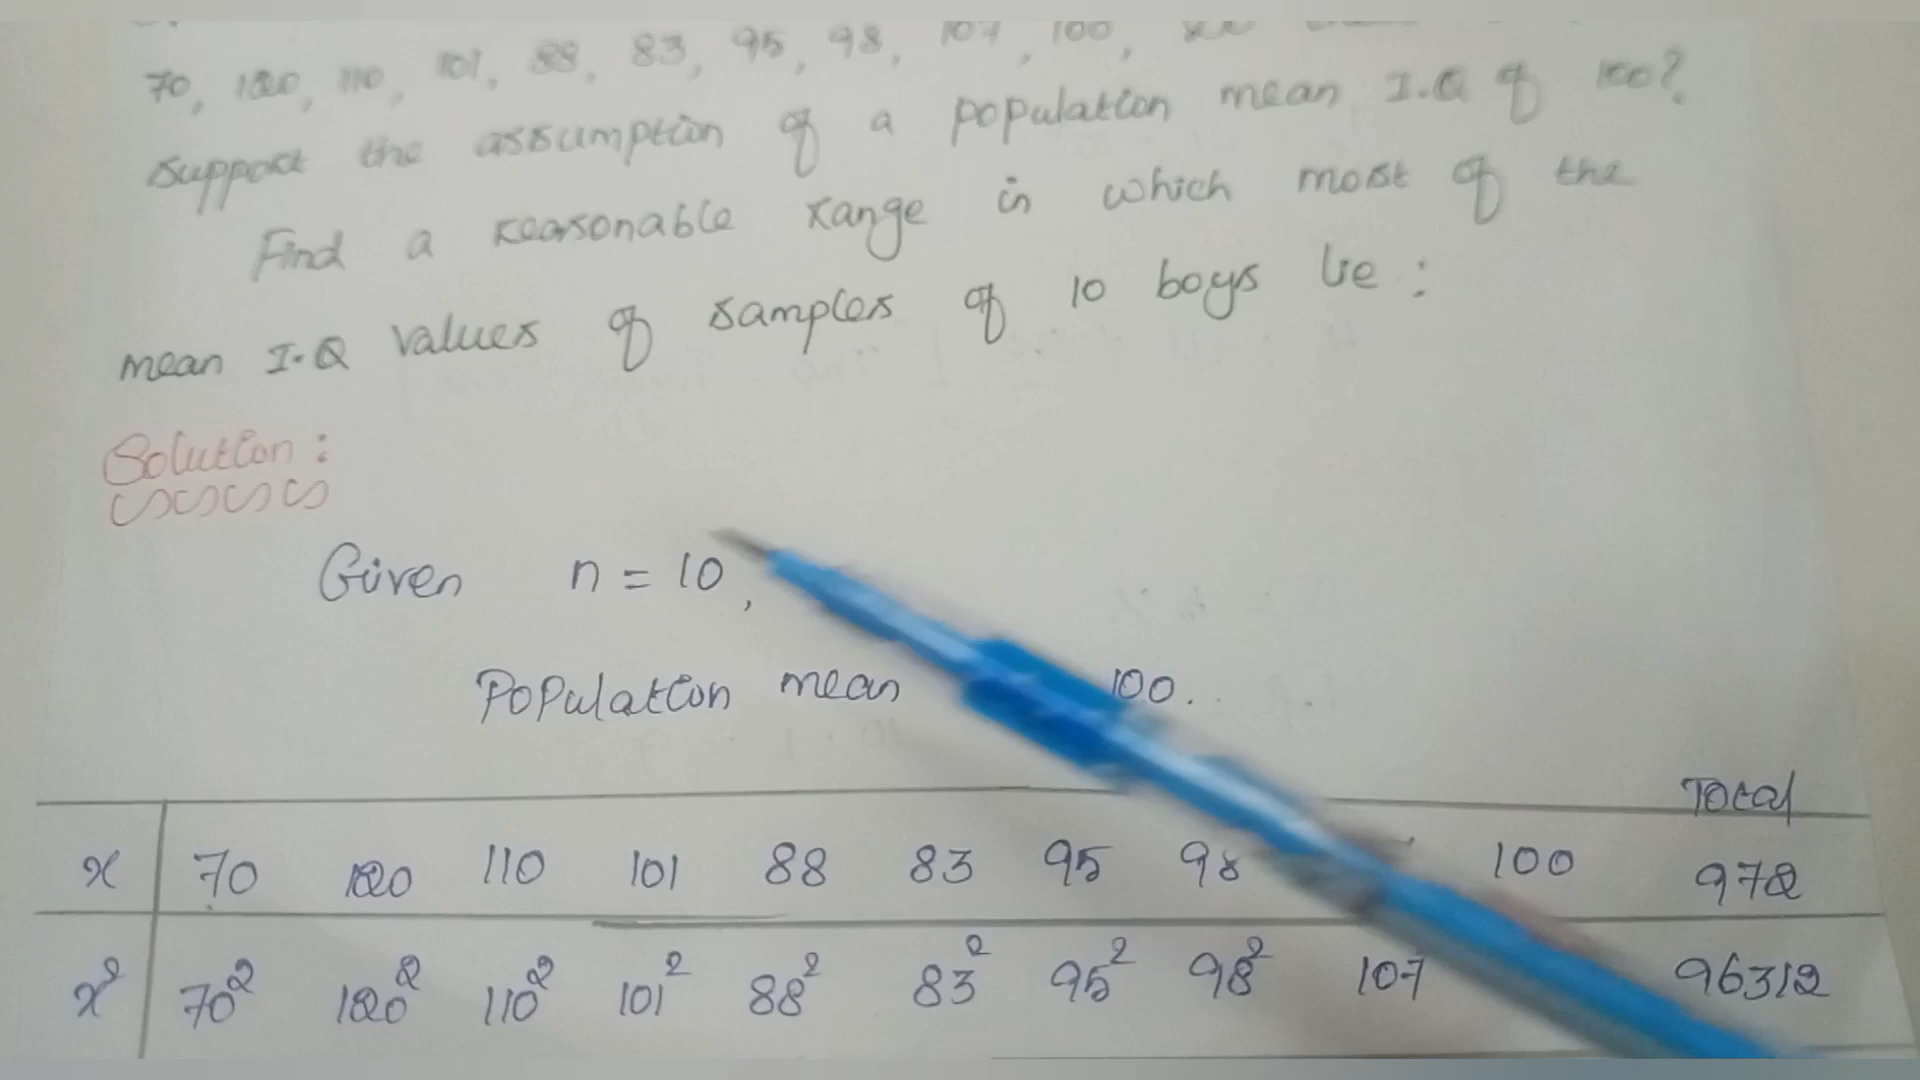 70, 120, 110, 101, 88, 83, 95, 98, 107, 100,
support the assumption of a population mean I.Q of 100?
Find a reasonable range in which most of the
mean I.Q values of samples of 10 boys lie:
Solution:
Given n = 10,
Population mean 100.
Total
x 70 120 110 101 88 83 95 98 100 972
x² 70² 120² 110² 101² 88² 83² 95² 98² 107 96312